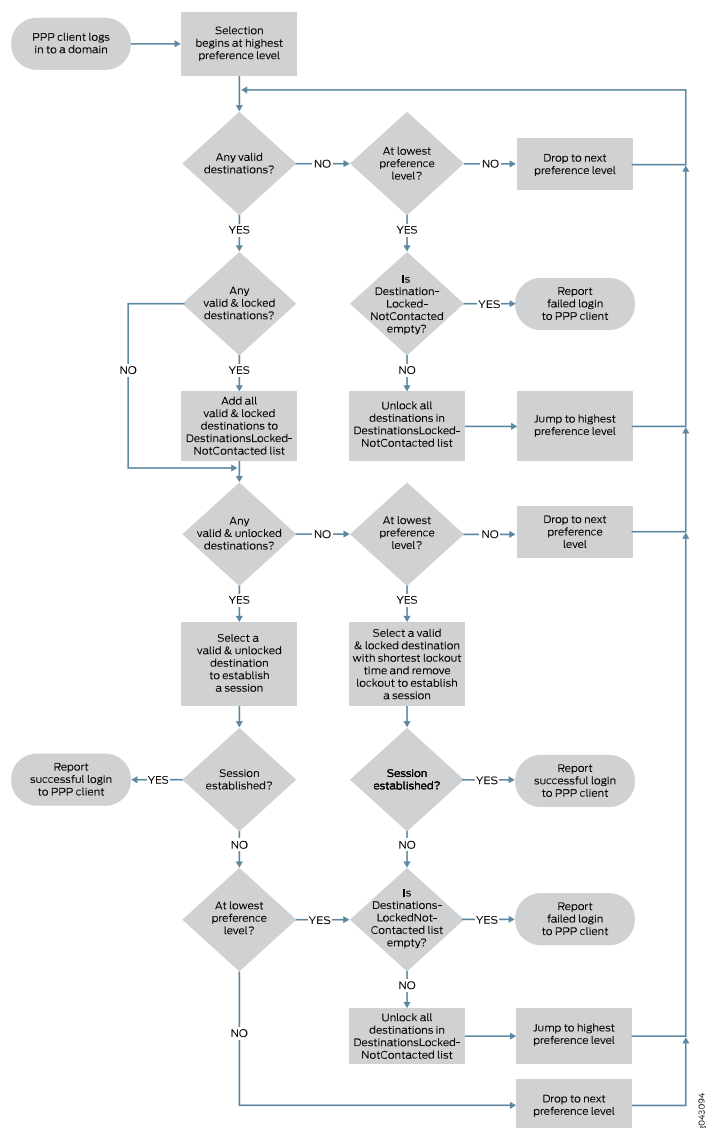 PPP client logs
in to a domain
Selection
begins at highest
preference level
Any valid
destinations?
NO
At lowest
preference
level?
NO
Drop to next
preference level
YES
YES
Any
valid & locked
destinations?
Is
Destination-
Locked-
NotContacted
empty?
YES
Report
failed login
to PPP client
NO
YES
NO
Add all
valid & locked
destinations to
DestinationsLocked-
NotContacted list
Unlock all
destinations in
DestinationsLocked-
NotContacted list
Jump to highest
preference level
Any
valid & unlocked
destinations?
NO
At lowest
preference
level?
NO
Drop to next
preference
level
YES
YES
Select a
valid & unlocked
destination
to establish
a session
Select a valid
& locked destination
with shortest lockout
time and remove
lockout to establish
a session
Report
successful login
to PPP client
YES
Session
established?
Session
established?
YES
Report
successful login
to PPP client
NO
NO
At lowest
preference
level?
YES
Is
Destinations-
LockedNot-
Contacted list
empty?
YES
Report
failed login
to PPP client
NO
NO
Unlock all
destinations in
DestinationsLocked-
NotContacted list
Jump to highest
preference level
Drop to next
preference level
g043094